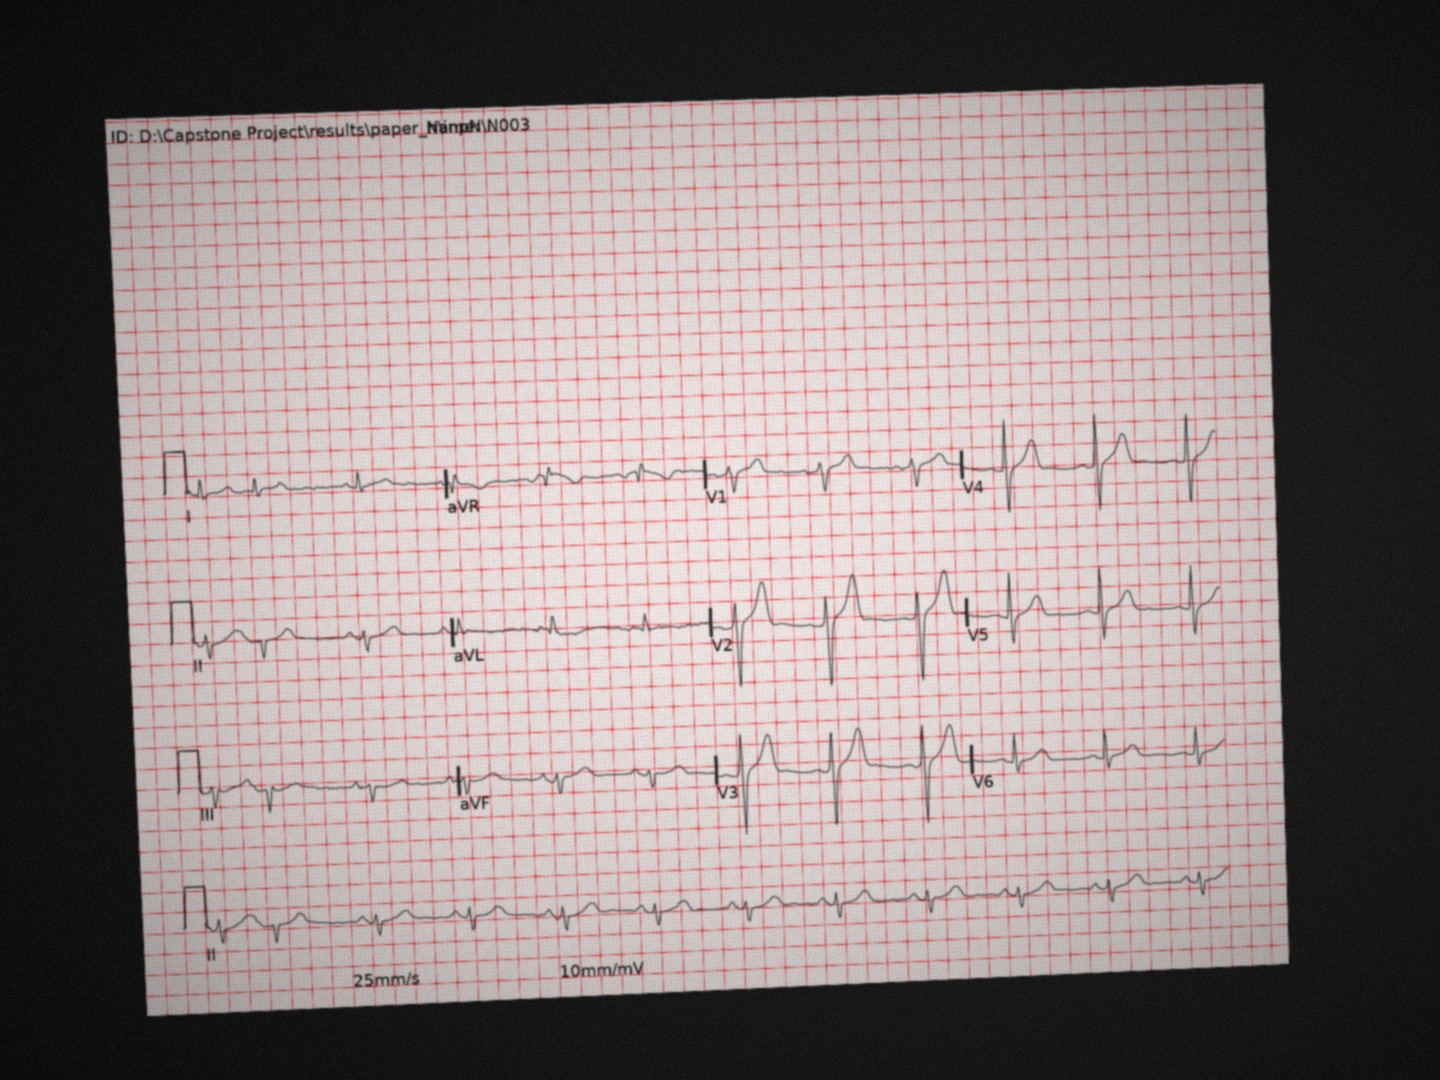 ID: D:\Capstone Project\results\paper_ \N003
I aVR V1 V4
II aVL V2 V5
III aVF V3 V6
II
25mm/s 10mm/mV